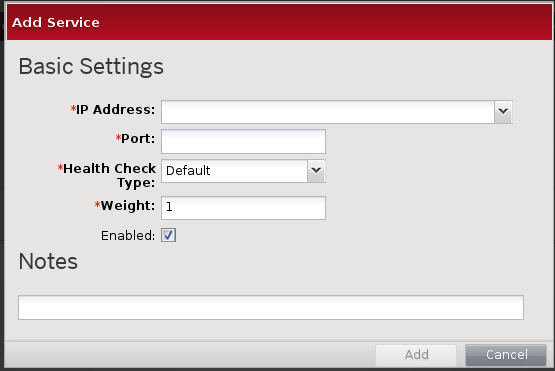 Add Service
Basic Settings
*IP Address:
*Port:
*Health Check Type: Default
*Weight: 1
Enabled:
Notes
Add Cancel